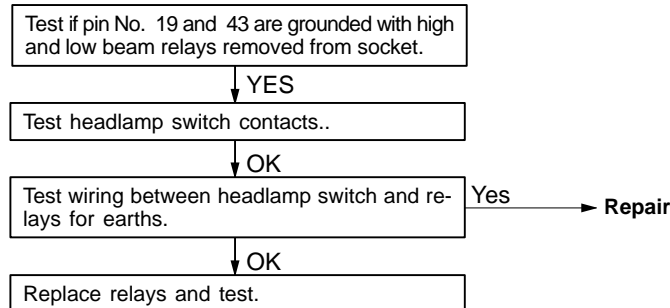 Test if pin No. 19 and 43 are grounded with high
and low beam relays removed from socket.
YES
Test headlamp switch contacts..
OK
Test wiring between headlamp switch and re-
lays for earths.
Yes
Repair
OK
Replace relays and test.